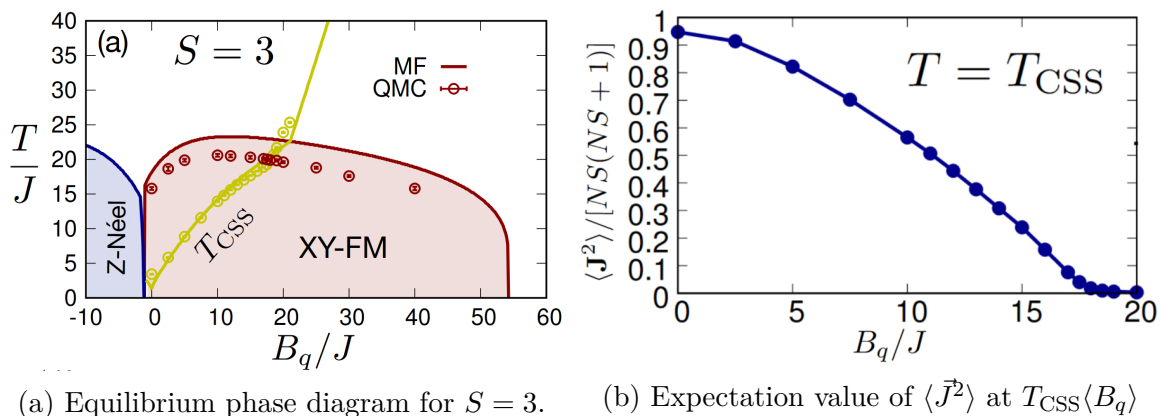 (a) S = 3
MF
QMC
T/J
40
35
30
25
20
15
10
5
0
Z-Néel
T_CSS
XY-FM
-10 0 10 20 30 40 50 60
B_q/J
(a) Equilibrium phase diagram for S = 3.
⟨J²⟩/[NS(NS + 1)]
1
0.9
0.8
0.7
0.6
0.5
0.4
0.3
0.2
0.1
0
T = T_CSS
0 5 10 15 20
B_q/J
(b) Expectation value of ⟨J⃗²⟩ at T_CSS⟨B_q⟩